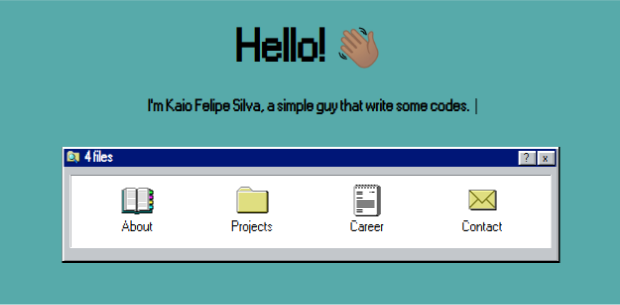 Hello! 👋🏽
I'm Kaio Felipe Silva, a simple guy that write some codes. |
4 files ? x
About Projects Career Contact